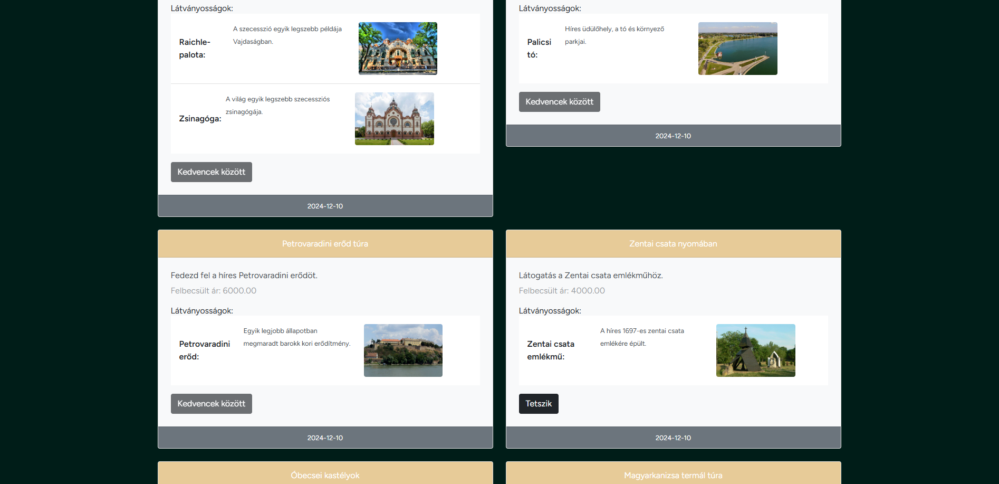 Látványosságok:
Raichle-
palota:
A szecesszió egyik legszebb példája
Vajdaságban.
Zsinagóga:
A világ egyik legszebb szecessziós
zsinagógája.
Kedvencek között
2024-12-10
Látványosságok:
Palicsi
tó:
Híres üdülőhely, a tó és környező
parkjai.
Kedvencek között
2024-12-10
Petrovaradini erőd túra
Fedezd fel a híres Petrovaradini erődöt.
Felbecsült ár: 6000.00
Látványosságok:
Petrovaradini
erőd:
Egyik legjobb állapotban
megmaradt barokk kori erődítmény.
Kedvencek között
2024-12-10
Zentai csata nyomában
Látogatás a Zentai csata emlékműhöz.
Felbecsült ár: 4000.00
Látványosságok:
Zentai csata
emlékmű:
A híres 1697-es zentai csata
emlékére épült.
Tetszik
2024-12-10
Óbecsei kastélyok
Magyarkanizsa termál túra